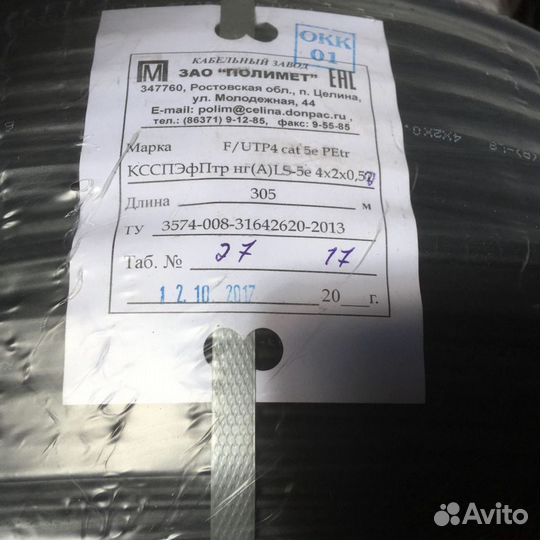 ОКК
01
КАБЕЛЬНЫЙ ЗАВОД
ЗАО "ПОЛИМЕТ" ЕАС
347760, Ростовская обл., п. Целина,
ул. Молодежная, 44
E-mail: polim@celina.donpac.ru,
тел.: (86371) 9-12-85, факс: 9-55-85
Марка F/UTP4 cat 5e PEtr
КССПЭфПтр нг(А)LS-5e 4х2х0,52
Длина 305 м
ТУ 3574-008-31642620-2013
Таб. № 27 17
12.10.2017 20 г.
Avito